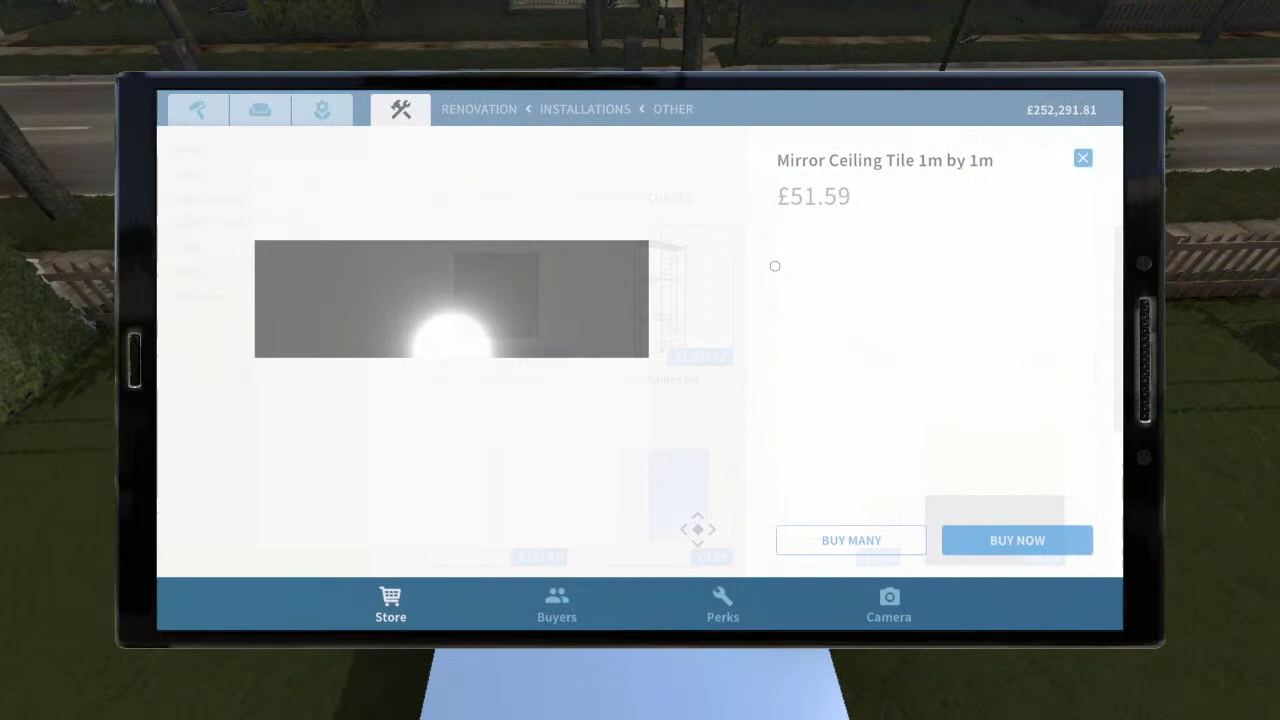 RENOVATION < INSTALLATIONS < OTHER
£252,291.81
Mirror Ceiling Tile 1m by 1m
£51.59
BUY MANY
BUY NOW
Store
Buyers
Perks
Camera